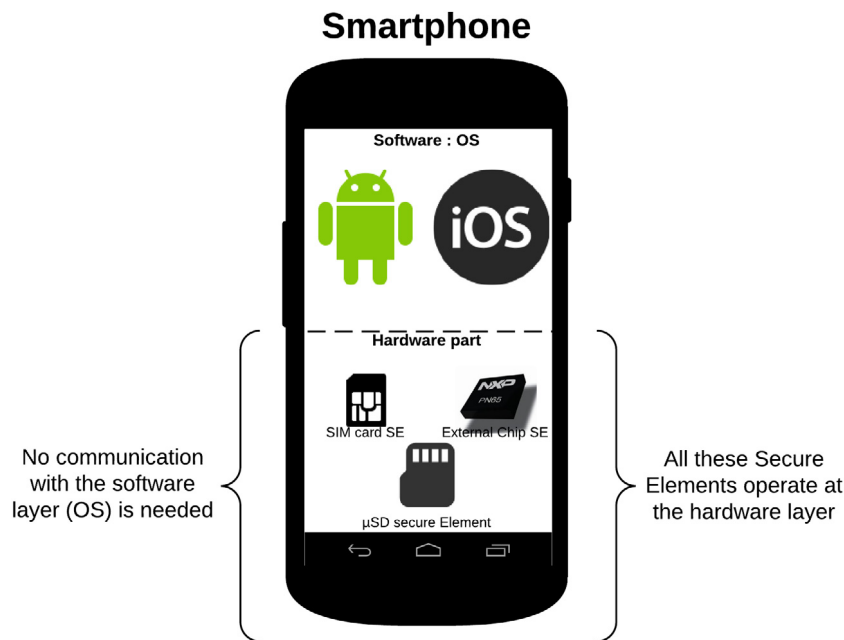 Smartphone
Software : OS
iOS
Hardware part
NXP
PN65
SIM card SE
External Chip SE
µSD secure Element
No communication
with the software
layer (OS) is needed
All these Secure
Elements operate at
the hardware layer